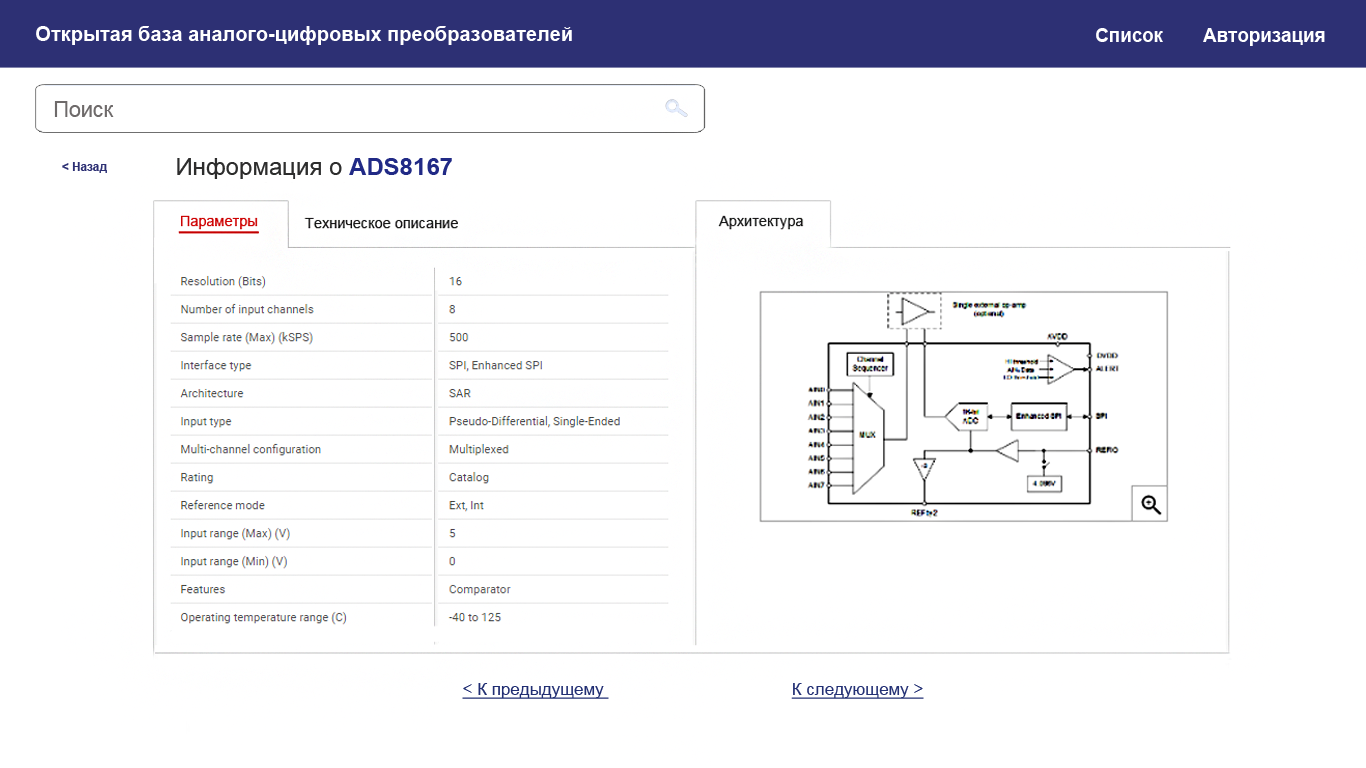 Открытая база аналого-цифровых преобразователей
Список
Авторизация
Поиск
< Назад
Информация о ADS8167
Параметры
Техническое описание
Архитектура
Resolution (Bits) 16
Number of input channels 8
Sample rate (Max) (kSPS) 500
Interface type SPI, Enhanced SPI
Architecture SAR
Input type Pseudo-Differential, Single-Ended
Multi-channel configuration Multiplexed
Rating Catalog
Reference mode Ext, Int
Input range (Max) (V) 5
Input range (Min) (V) 0
Features Comparator
Operating temperature range (C) -40 to 125
Single external op-amp
(optional)
AVDD
DVDD
ALERT
Channel
Sequencer
AIN0
AIN1
AIN2
AIN3
AIN4
AIN5
AIN6
AIN7
MUX
16-bit
ADC
Enhanced SPI
SPI
REFIO
4.096V
< К предыдущему
К следующему >